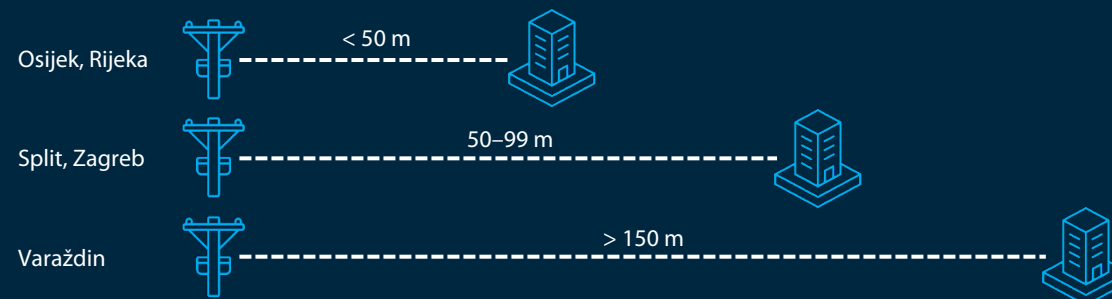 Osijek, Rijeka
< 50 m
Split, Zagreb
50–99 m
Varaždin
> 150 m